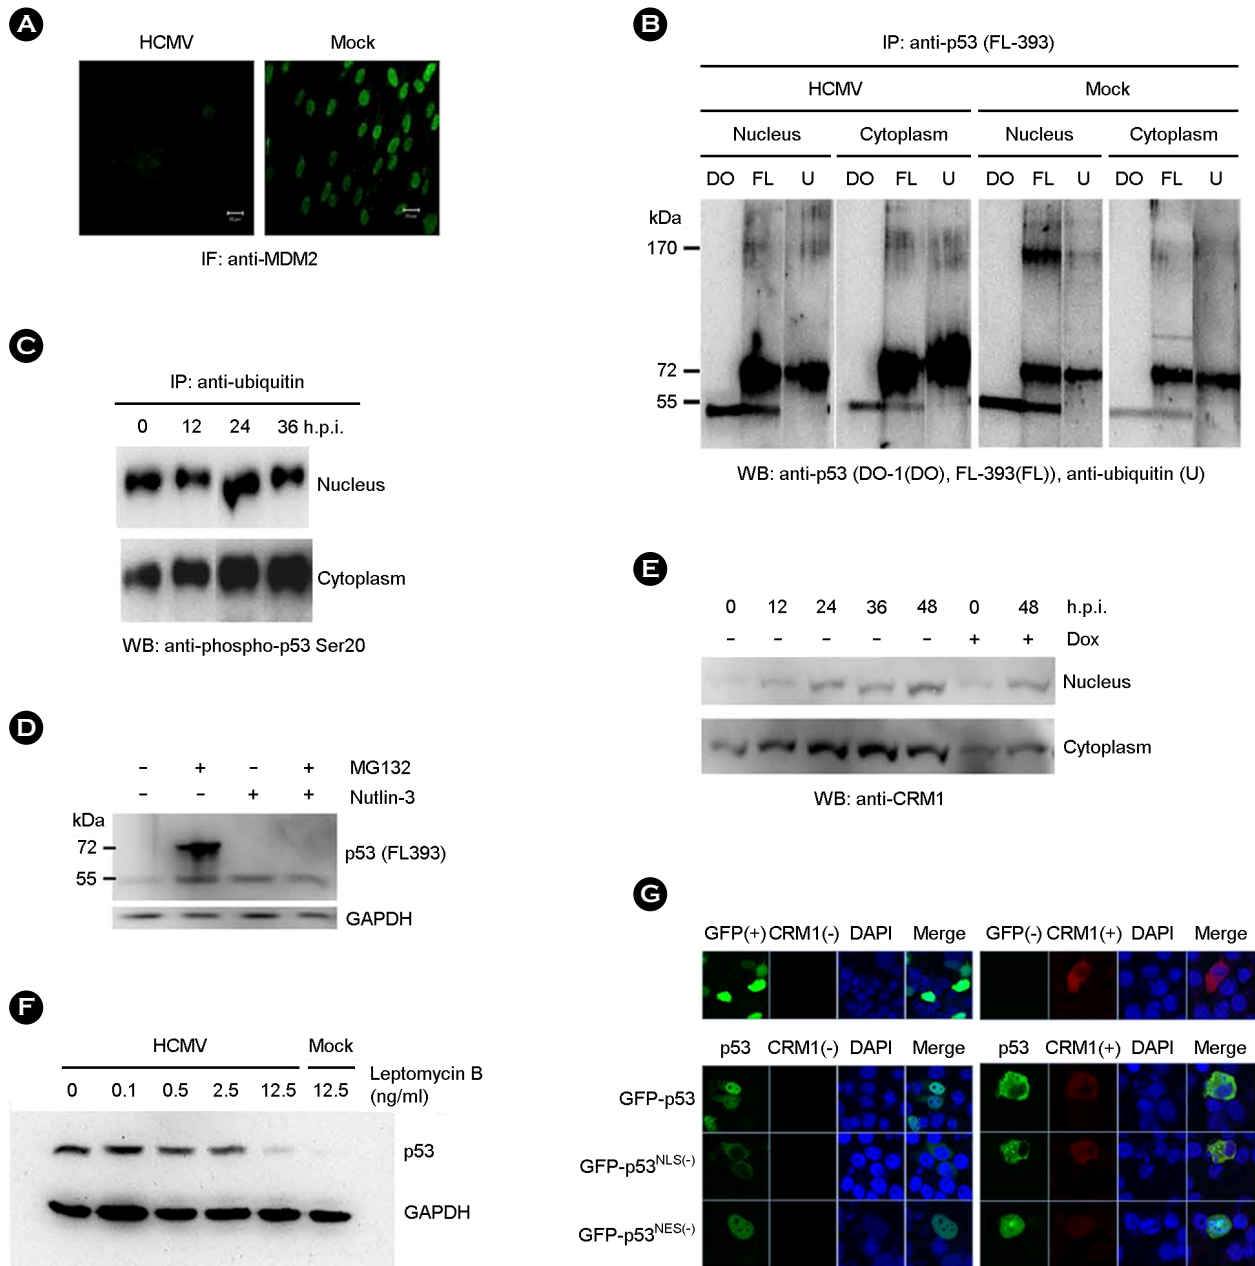 A
HCMV Mock
IF: anti-MDM2
B
IP: anti-p53 (FL-393)
HCMV Mock
Nucleus Cytoplasm Nucleus Cytoplasm
DO FL U DO FL U DO FL U DO FL U
kDa
170
72
55
WB: anti-p53 (DO-1(DO), FL-393(FL)), anti-ubiquitin (U)
C
IP: anti-ubiquitin
0 12 24 36 h.p.i.
Nucleus
Cytoplasm
WB: anti-phospho-p53 Ser20
D
- + - + MG132
- - + + Nutlin-3
kDa
72
55
p53 (FL393)
GAPDH
E
0 12 24 36 48 0 48 h.p.i.
- - - - - + + Dox
Nucleus
Cytoplasm
WB: anti-CRM1
F
HCMV Mock
0 0.1 0.5 2.5 12.5 12.5 Leptomycin B
(ng/ml)
p53
GAPDH
G
GFP(+) CRM1(-) DAPI Merge GFP(-) CRM1(+) DAPI Merge
p53 CRM1(-) DAPI Merge p53 CRM1(+) DAPI Merge
GFP-p53
GFP-p53NLS(-)
GFP-p53NES(-)